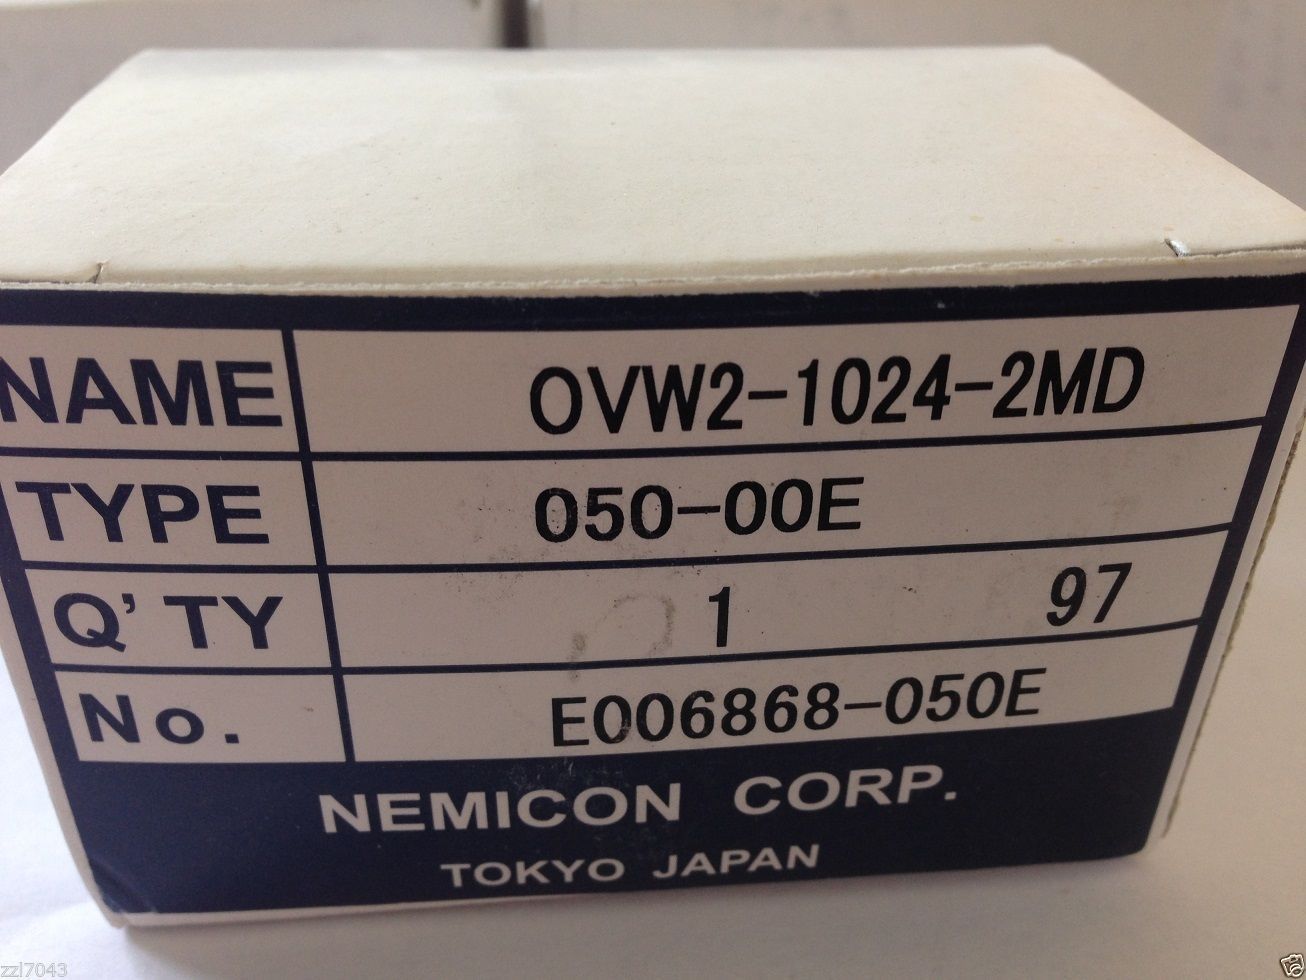 NAME OVW2-1024-2MD
TYPE 050-00E
Q'TY 1 97
No. E006868-050E
NEMICON CORP.
TOKYO JAPAN
zzl7043